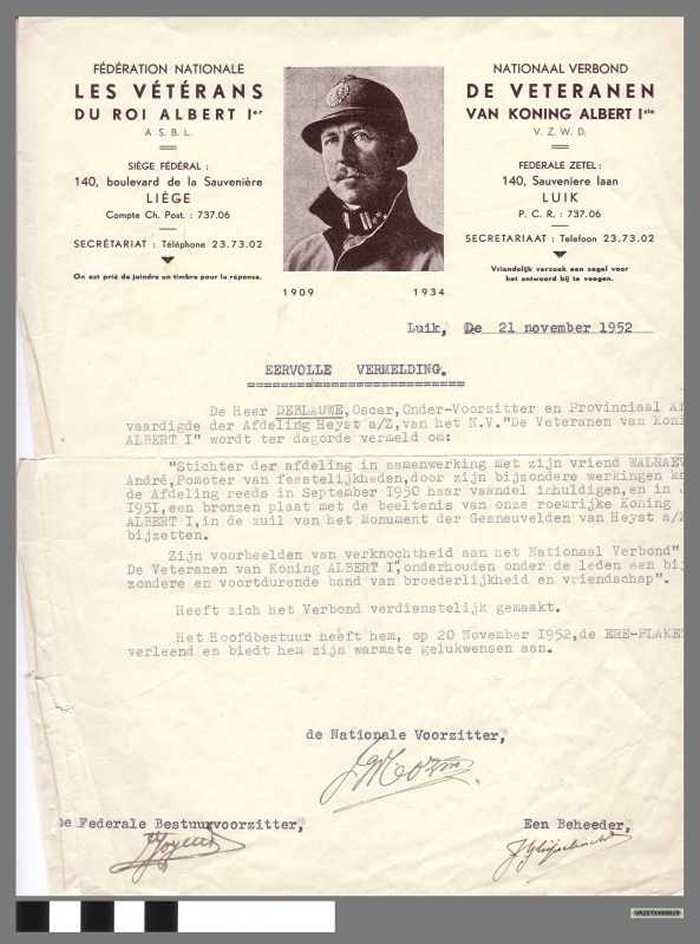 FÉDÉRATION NATIONALE
LES VÉTÉRANS
DU ROI ALBERT Ier
A. S. B. L.
SIÈGE FÉDÉRAL :
140, boulevard de la Sauvenière
LIÈGE
Compte Ch. Post. : 737.06
SECRÉTARIAT : Téléphone 23.73.02
On est prié de joindre un timbre pour la réponse.
1909 1934
NATIONAAL VERBOND
DE VETERANEN
VAN KONING ALBERT Iste
V. Z. W. D.
FEDERALE ZETEL :
140, Sauveniere laan
LUIK
P. C. R. : 737.06
SECRETARIAAT : Telefoon 23.73.02
Vriendelijk verzoek een zegel voor
het antwoord bij te voegen.
Luik, De 21 november 1952
EERVOLLE VERMELDING.
De Heer DEBLAUWE, Oscar, Onder-Voorzitter en Provinciaal
vaardigde der Afdeling Heyst a/Z, van het N.V."De Veteranen van
ALBERT I" wordt ter dagorde vermeld om:
"Stichter der afdeling in samenwerking met zijn vriend
André, Pomoter van feestelijkheden, door zijn bijzondere werkingen
de Afdeling reeds in September I950 haar vaandel inhuldigen, en in
I95I, een bronzen plaat met de beeltenis van onze roemrijke Koning
ALBERT I, in de zuil van het Monument der Gesneuvelden van Heyst a/
bijzetten.
Zijn voorbeelden van verknochtheid aan het Nationaal Verbond"
De Veteranen van Koning ALBERT I", onderhouden onder de leden een
zondere en voortdurende band van broederlijkheid en vriendschap".
Heeft zich het Verbond verdienstelijk gemaakt.
Het Hoofdbestuur heeft hem, op 20 November I952, de
verleend en biedt hem zijn warmste gelukwensen aan.
de Nationale Voorzitter,
De Federale Bestuurvoorzitter,
Een Beheeder,